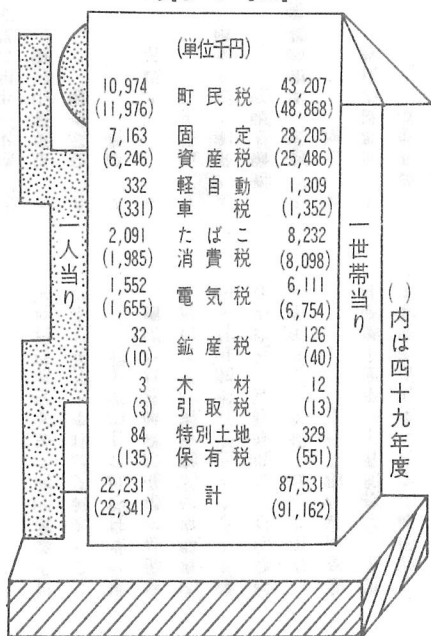 (単位千円)
10,974 町民税 43,207
(11,976) (48,868)
7,163 固定 28,205
(6,246) 資産税 (25,486)
332 軽自動 1,309
(331) 車税 (1,352)
2,091 たばこ 8,232
(1,985) 消費税 (8,098)
1,552 電気税 6,111
(1,655) (6,754)
32 鉱産税 126
(10) (40)
3 木材 12
(3) 引取税 (13)
84 特別土地 329
(135) 保有税 (551)
22,231 計 87,531
(22,341) (91,162)
一人当り
一世帯当り
( )内は四十九年度